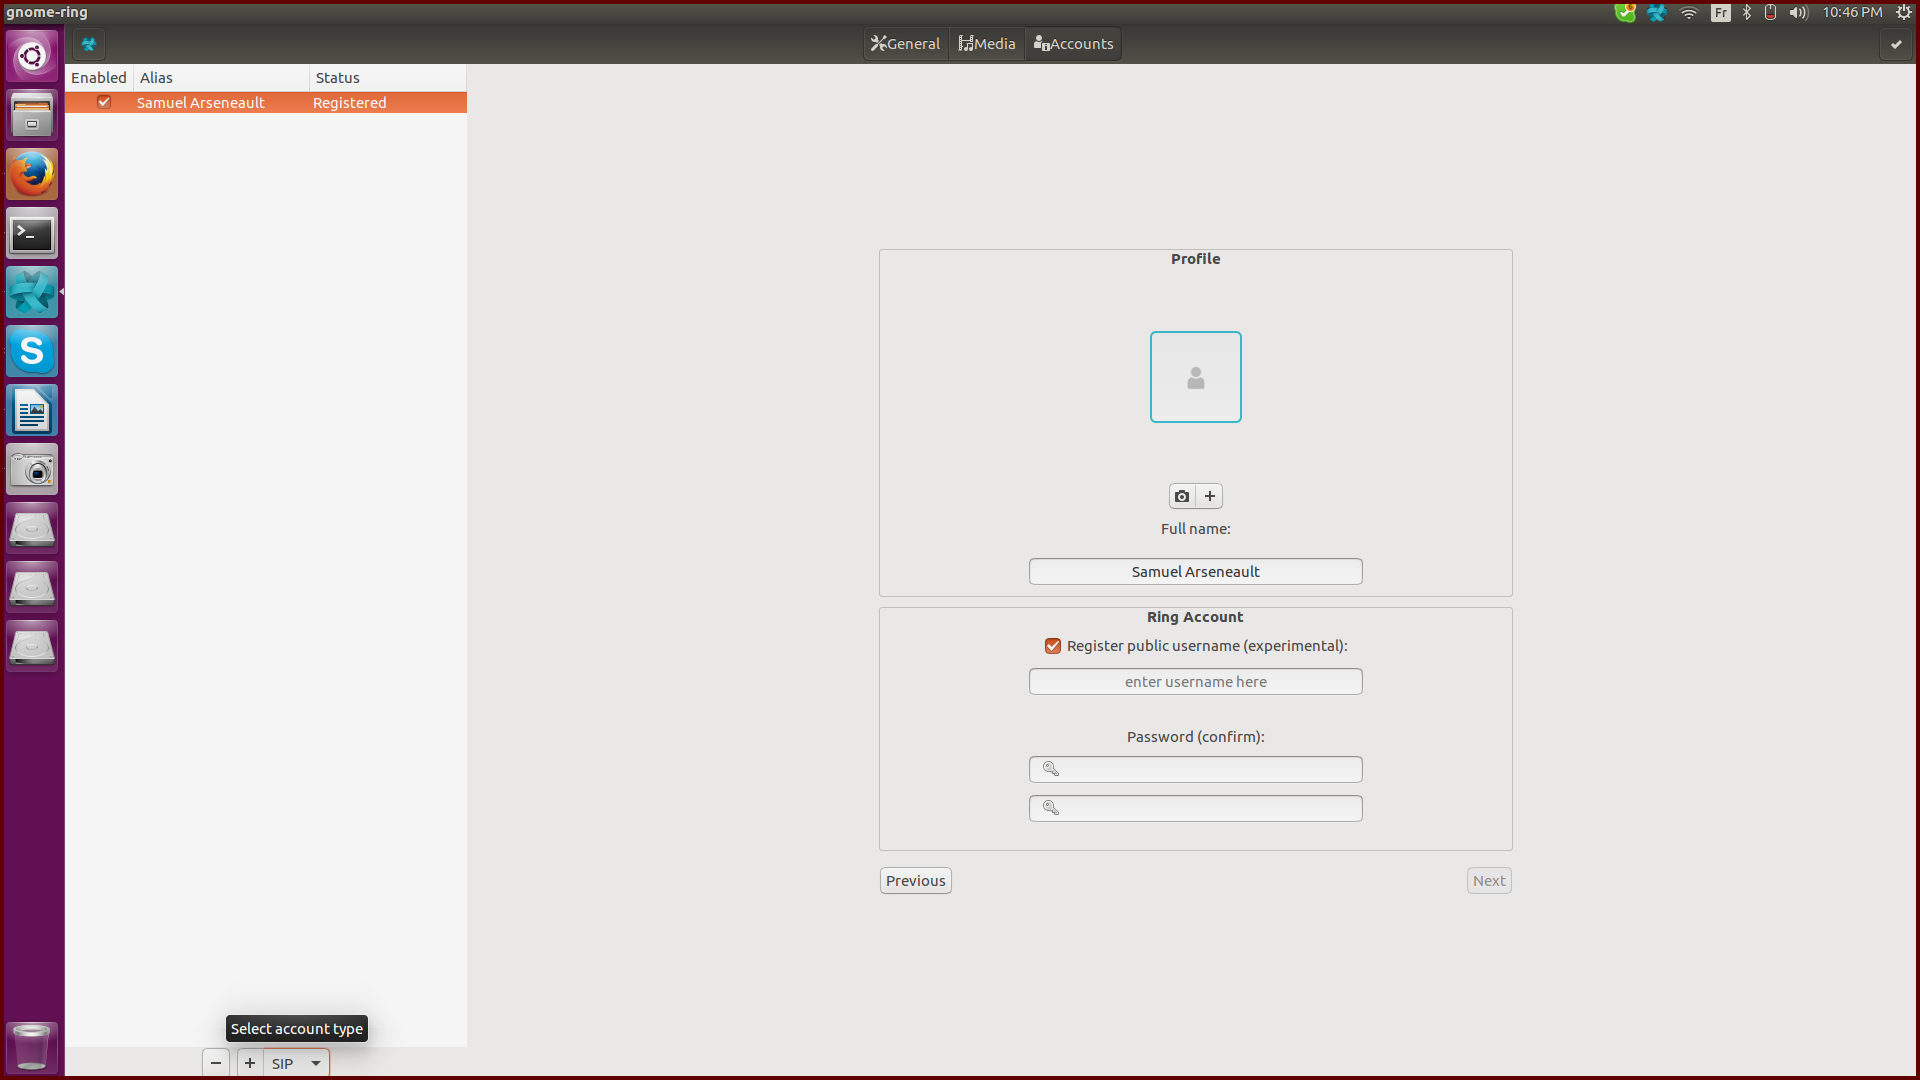 gnome-ring
Fr
10:46 PM
General
Media
Accounts
Enabled
Alias
Status
Samuel Arseneault
Registered
Profile
Full name:
Samuel Arseneault
Ring Account
Register public username (experimental):
enter username here
Password (confirm):
Previous
Next
Select account type
SIP